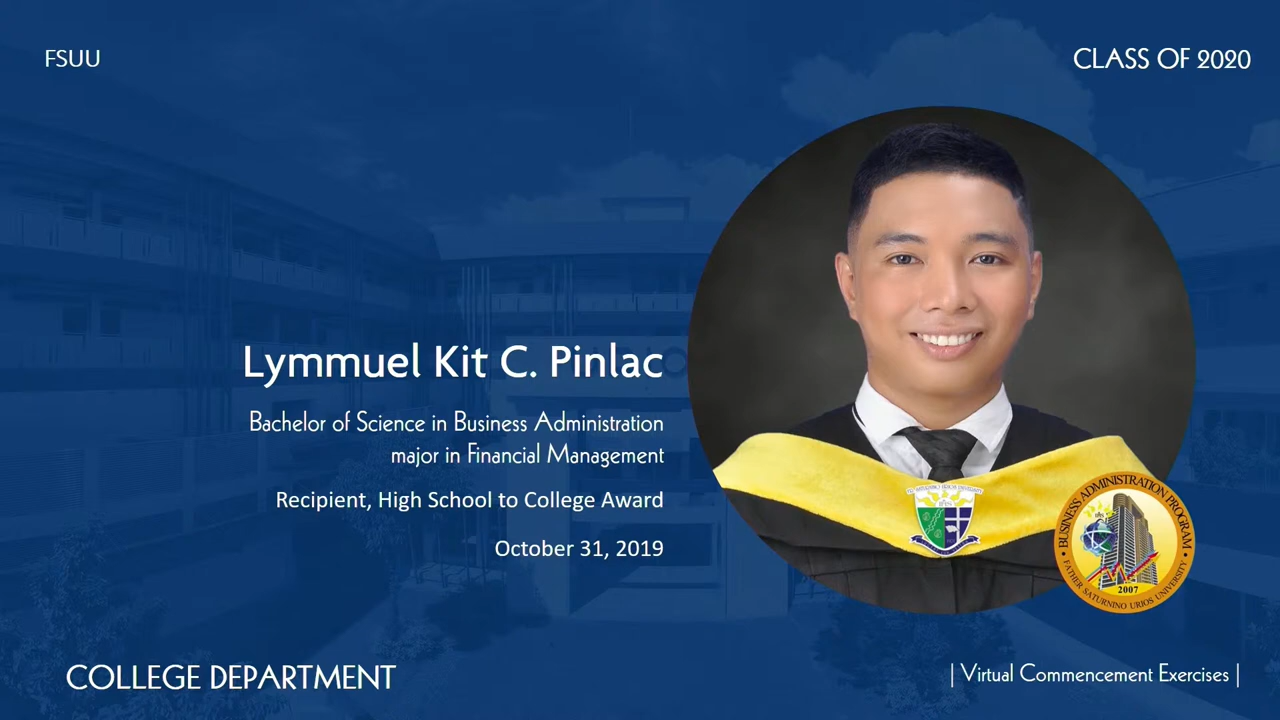 FSUU
CLASS OF 2020
Lymmuel Kit C. Pinlac
Bachelor of Science in Business Administration
major in Financial Management
Recipient, High School to College Award
October 31, 2019
BUSINESS ADMINISTRATION PROGRAM
2007
FATHER SATURNINO URIOS UNIVERSITY
COLLEGE DEPARTMENT
| Virtual Commencement Exercises |